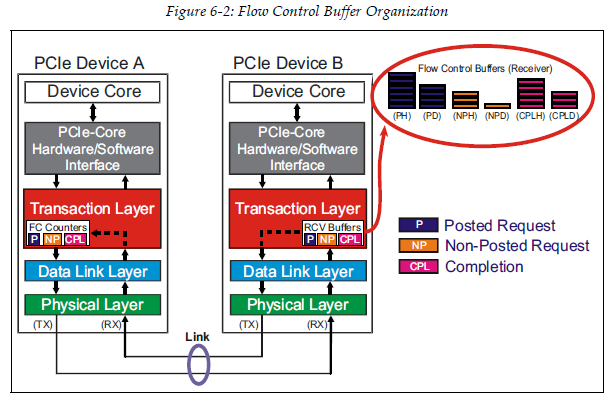 Figure 6-2: Flow Control Buffer Organization
PCIe Device A
Device Core
PCIe-Core
Hardware/Software
Interface
Transaction Layer
FC Counters
P NP CPL
Data Link Layer
Physical Layer
(TX) (RX)
PCIe Device B
Device Core
PCIe-Core
Hardware/Software
Interface
Transaction Layer
RCV Buffers
P NP CPL
Data Link Layer
Physical Layer
(TX) (RX)
Link
Flow Control Buffers (Receiver)
(PH) (PD) (NPH) (NPD) (CPLH) (CPLD)
P Posted Request
NP Non-Posted Request
CPL Completion